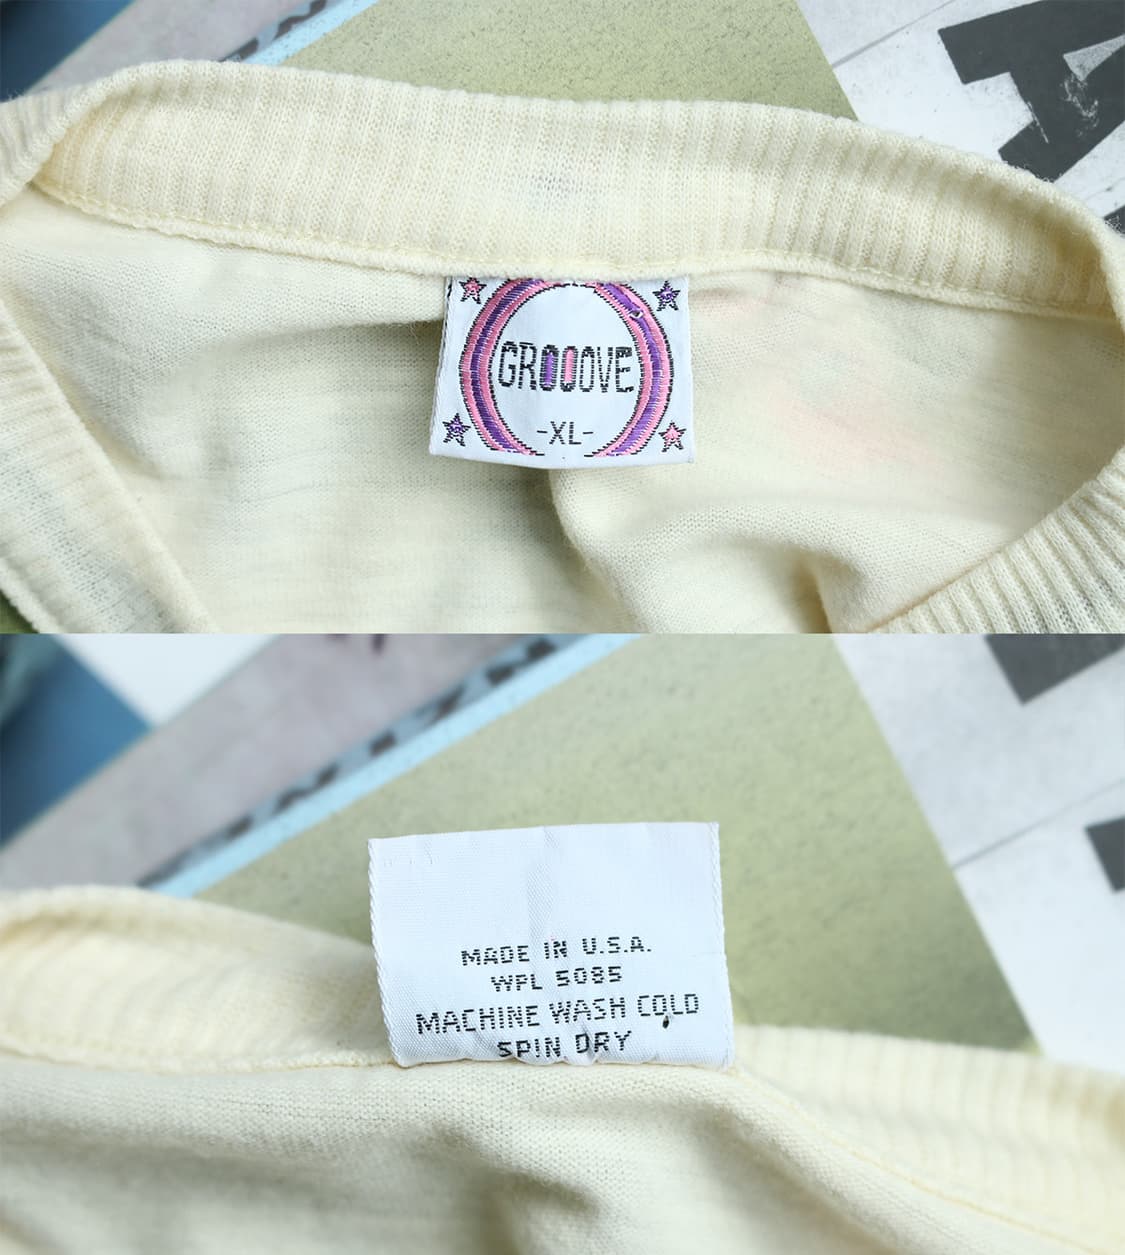 GROOOVE
-XL-
MADE IN U.S.A.
WPL 5085
MACHINE WASH COLD
SPIN DRY